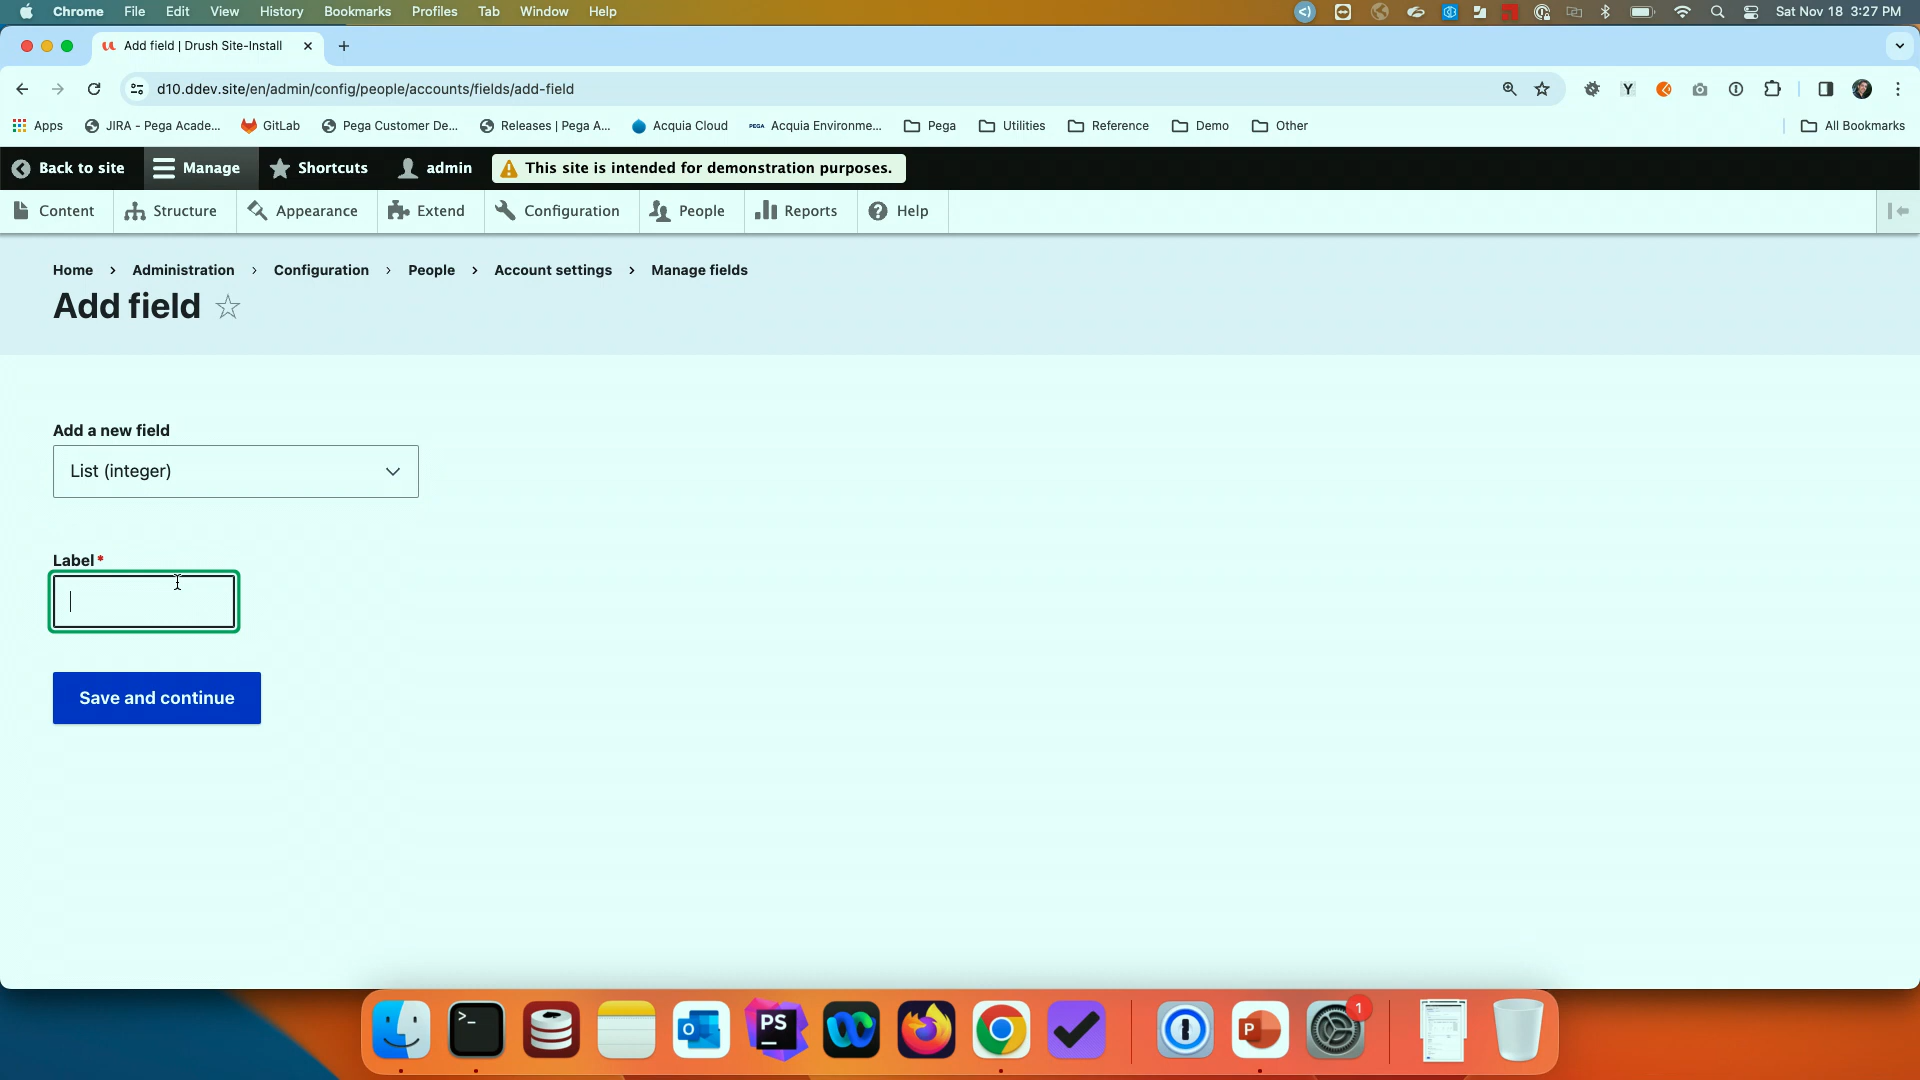 Chrome File Edit View History Bookmarks Profiles Tab Window Help Sat Nov 18 3:27 PM
Add field | Drush Site-Install
d10.ddev.site/en/admin/config/people/accounts/fields/add-field
Apps JIRA - Pega Acade... GitLab Pega Customer De... Releases | Pega A... Acquia Cloud PEGA Acquia Environme... Pega Utilities Reference Demo Other All Bookmarks
Back to site Manage Shortcuts admin This site is intended for demonstration purposes.
Content Structure Appearance Extend Configuration People Reports Help
Home › Administration › Configuration › People › Account settings › Manage fields
Add field
Add a new field
List (integer)
Label*
Save and continue
>_
PS
O
P
1